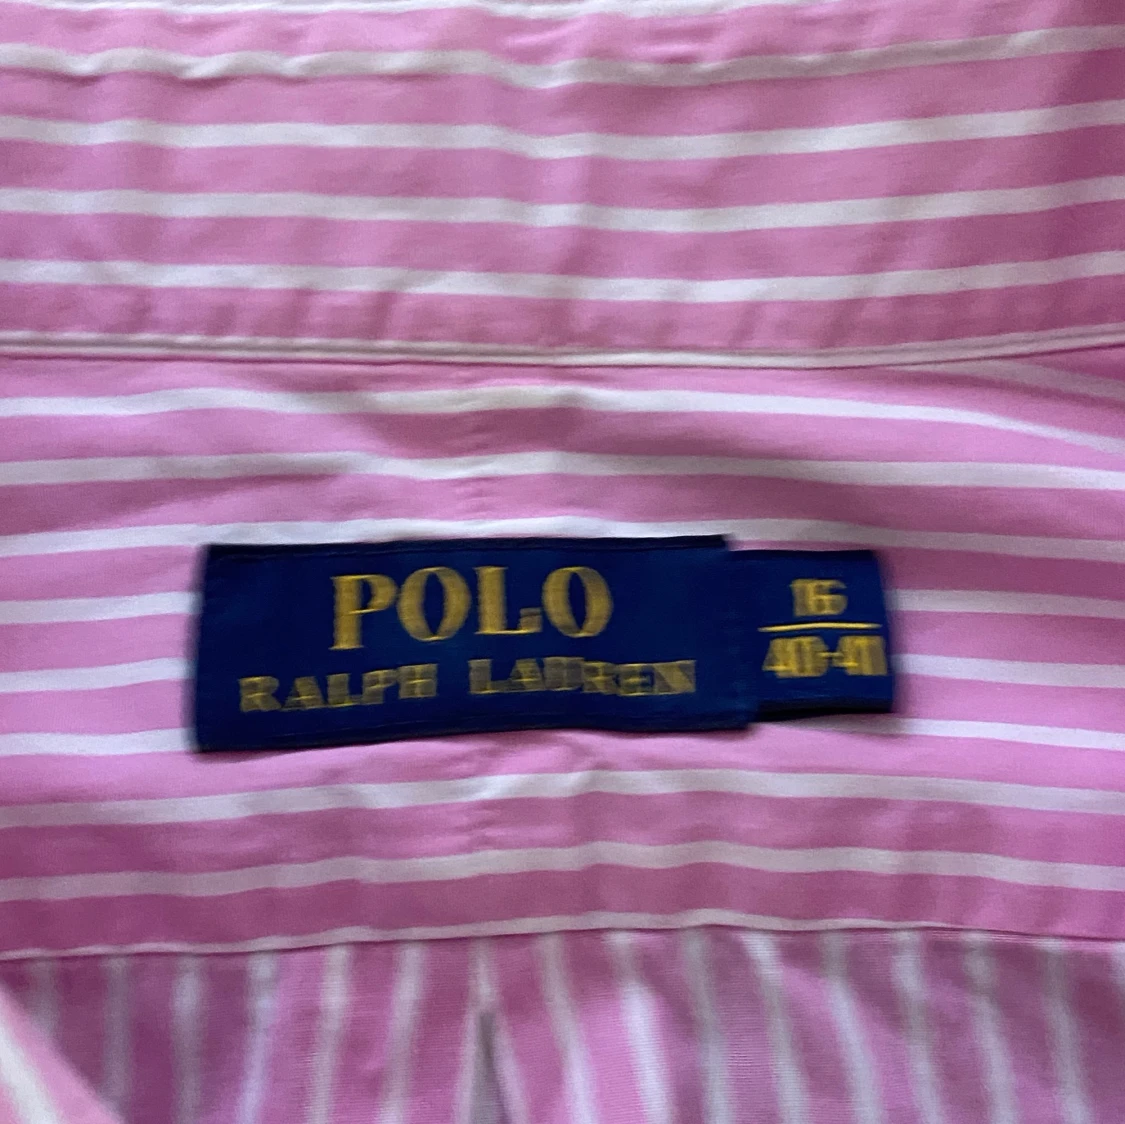 POLO
RALPH LAUREN
16
40-41